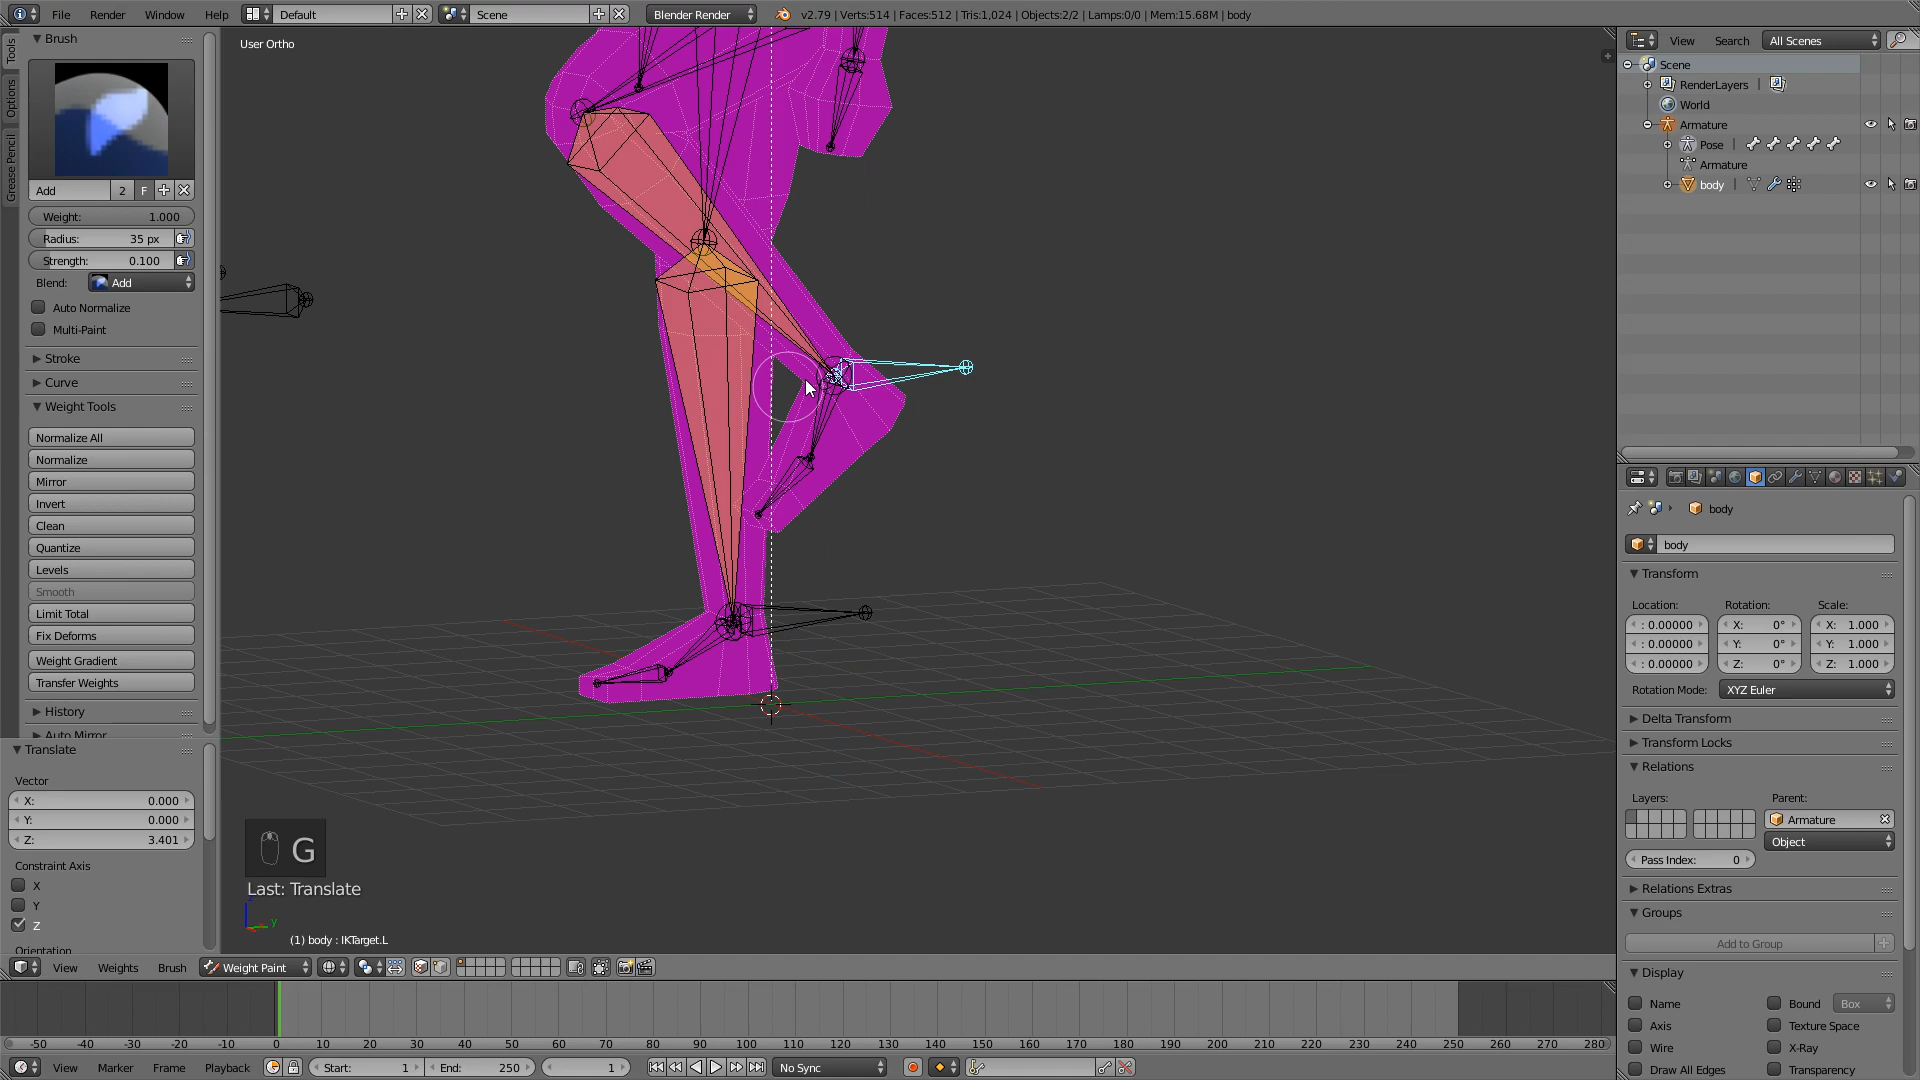 File Render Window Help Default Scene Blender Render v2.79 | Verts:514 | Faces:512 | Tris:1,024 | Objects:2/2 | Lamps:0/0 | Mem:15.68M | body
Tools
Options
Grease Pencil
Brush
Add 2 F
Weight: 1.000
Radius: 35 px
Strength: 0.100
Blend: Add
Auto Normalize
Multi-Paint
Stroke
Curve
Weight Tools
Normalize All
Normalize
Mirror
Invert
Clean
Quantize
Levels
Smooth
Limit Total
Fix Deforms
Weight Gradient
Transfer Weights
History
Auto Mirror
Translate
Vector
X: 0.000
Y: 0.000
Z: 3.401
Constraint Axis
X
Y
Z
Orientation
User Ortho
G
Last: Translate
y
(1) body : IKTarget.L
View Weights Brush Weight Paint
-50 -40 -30 -20 -10 0 10 20 30 40 50 60 70 80 90 100 110 120 130 140 150 160 170 180 190 200 210 220 230 240 250 260 270 280
View Marker Frame Playback Start: 1 End: 250 1 No Sync
View Search All Scenes
Scene
RenderLayers
World
Armature
Pose
Armature
body
body
body
Transform
Location: Rotation: Scale:
: 0.00000 X: 0° X: 1.000
: 0.00000 Y: 0° Y: 1.000
: 0.00000 Z: 0° Z: 1.000
Rotation Mode: XYZ Euler
Delta Transform
Transform Locks
Relations
Layers: Parent:
Armature
Object
Pass Index: 0
Relations Extras
Groups
Add to Group
Display
Name Bound Box
Axis Texture Space
Wire X-Ray
Draw All Edges Transparency